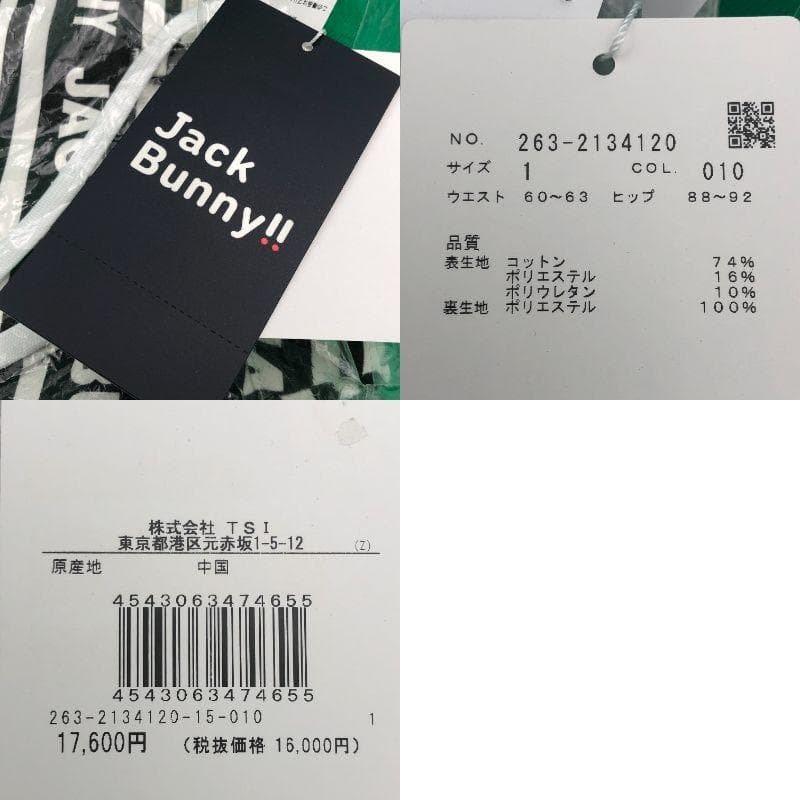 NY JAC
Jack
Bunny!!
NO. 263-2134120
サイズ 1 COL. 010
ウエスト 60～63 ヒップ 88～92
品質
表生地 コットン 74%
ポリエステル 16%
ポリウレタン 10%
裏生地 ポリエステル 100%
株式会社 TSI
東京都港区元赤坂1-5-12 (Z)
原産地 中国
4543063474655
4543063474655
263-2134120-15-010 1
17,600円 (税抜価格 16,000円)